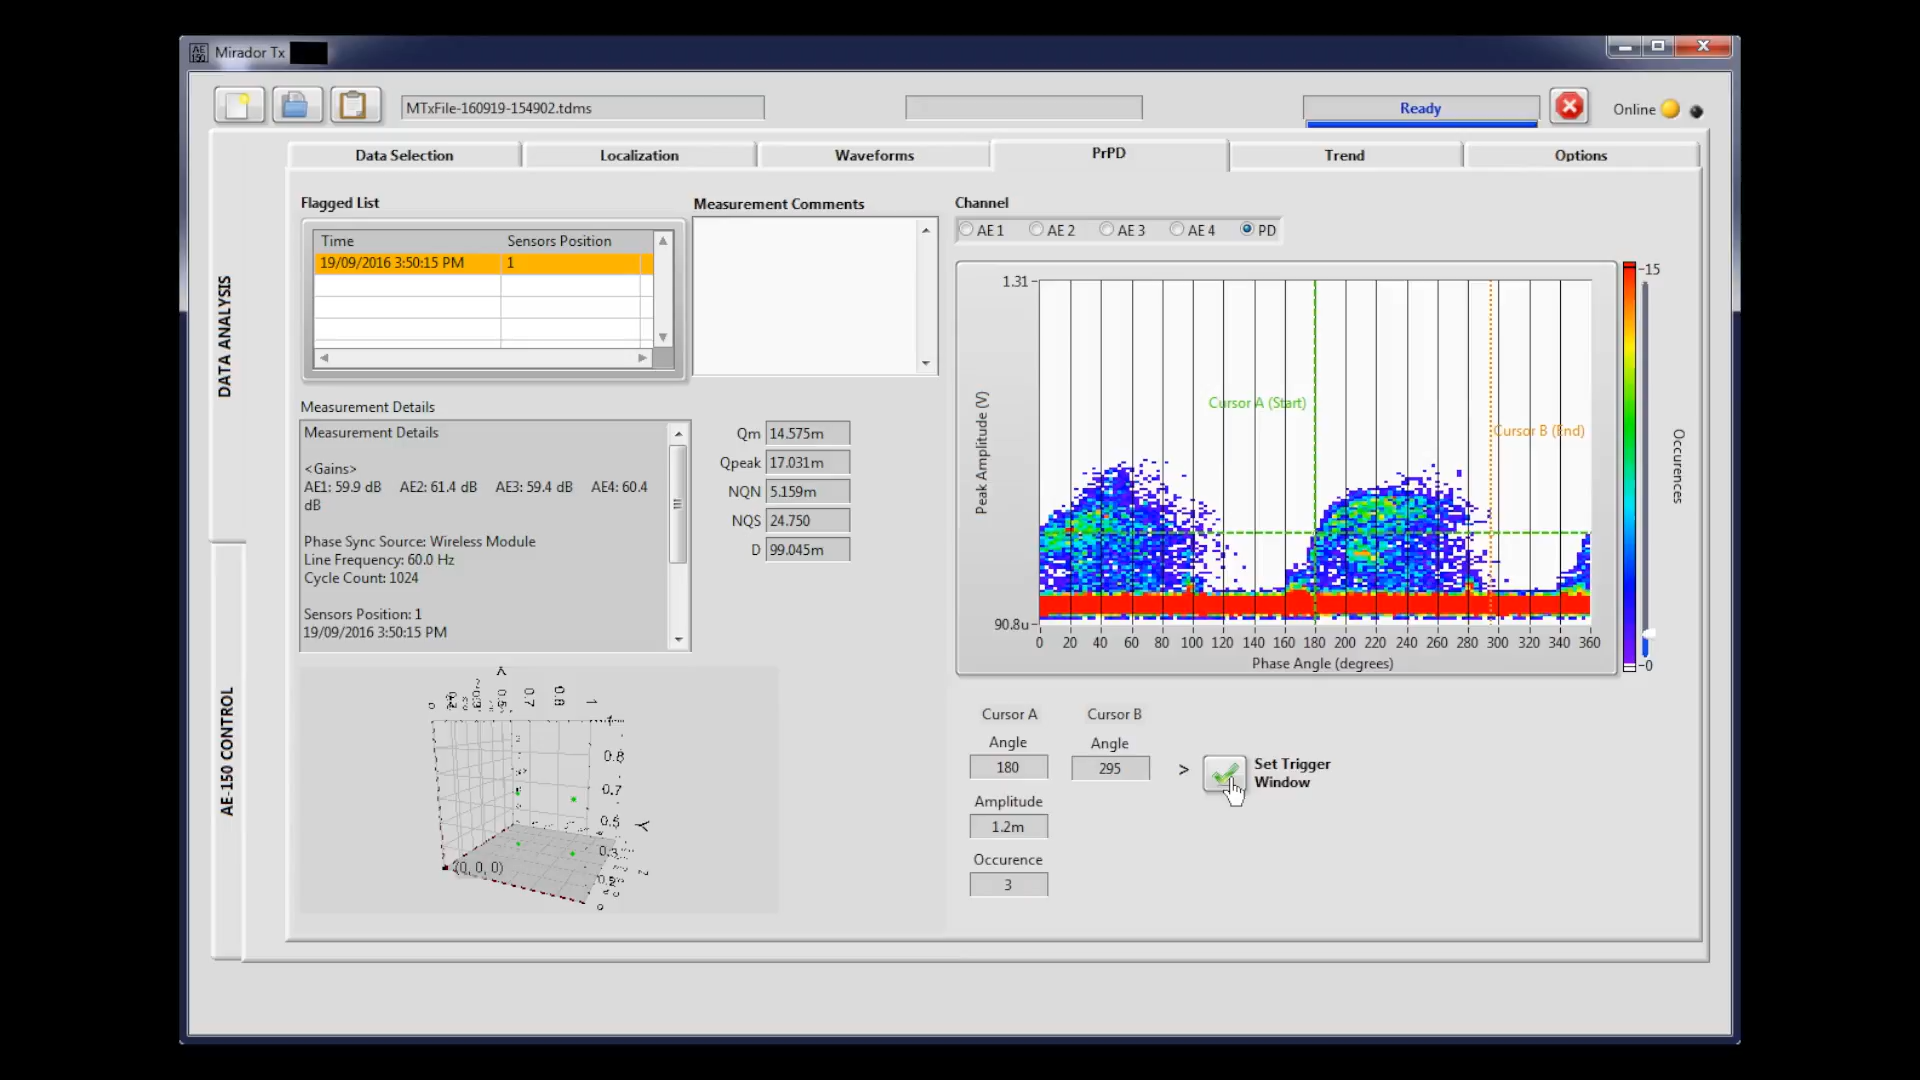 Mirador Tx
MTxFile-160919-154902.tdms
Ready
Online
Data Selection
Localization
Waveforms
PrPD
Trend
Options
DATA ANALYSIS
AE-150 CONTROL
Flagged List
Time Sensors Position
19/09/2016 3:50:15 PM 1
Measurement Comments
Measurement Details
Measurement Details
<Gains>
AE1: 59.9 dB AE2: 61.4 dB AE3: 59.4 dB AE4: 60.4
dB
Phase Sync Source: Wireless Module
Line Frequency: 60.0 Hz
Cycle Count: 1024
Sensors Position: 1
19/09/2016 3:50:15 PM
Qm 14.575m
Qpeak 17.031m
NQN 5.159m
NQS 24.750
D 99.045m
0.7 0.8 1
0.8
0.7
Y
(0, 0, 0)
Channel
AE 1 AE 2 AE 3 AE 4 PD
1.31
Peak Amplitude (V)
90.8u
Cursor A (Start)
Cursor B (End)
0 20 40 60 80 100 120 140 160 180 200 220 240 260 280 300 320 340 360
Phase Angle (degrees)
15
Occurences
0
Cursor A Cursor B
Angle Angle
180 295
> Set Trigger
Window
Amplitude
1.2m
Occurence
3